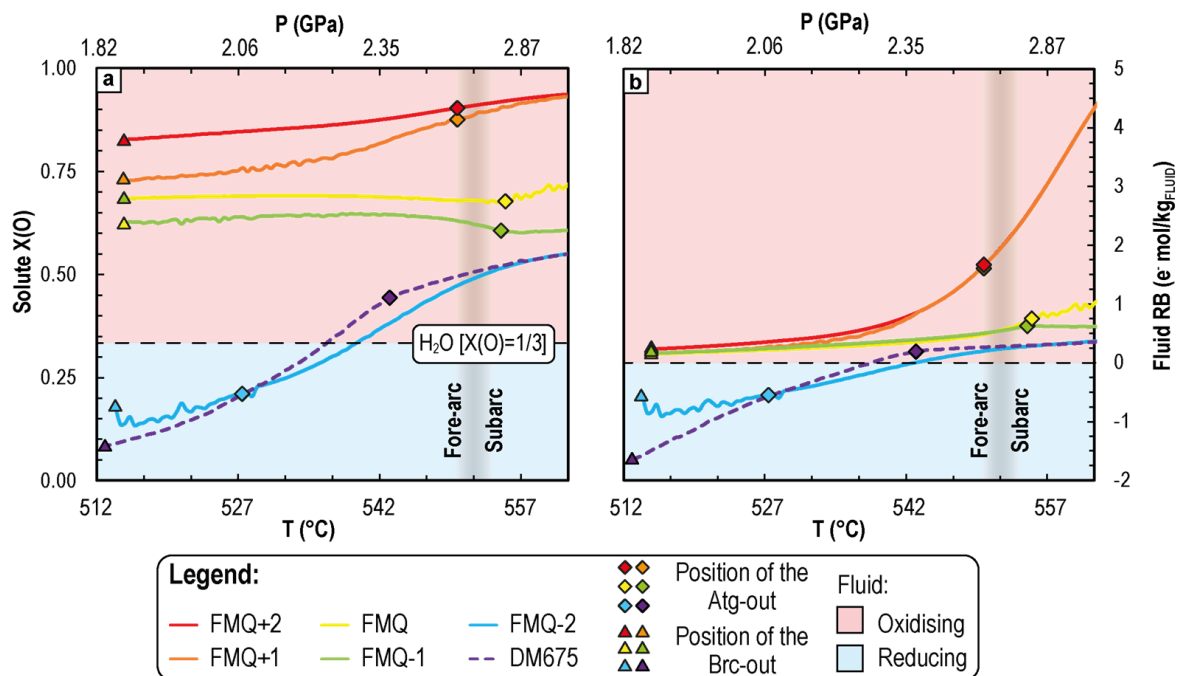 P (GPa)
1.82 2.06 2.35 2.87
a
1.00
0.75
0.50
0.25
0.00
Solute X(O)
H₂O [X(O)=1/3]
Fore-arc
Subarc
512 527 542 557
T (°C)
P (GPa)
1.82 2.06 2.35 2.87
b
5
4
3
2
1
0
-1
-2
Fluid RB (e⁻ mol/kg_FLUID)
Fore-arc
Subarc
512 527 542 557
T (°C)
Legend:
FMQ+2
FMQ+1
FMQ
FMQ-1
FMQ-2
DM675
Position of the
Atg-out
Position of the
Brc-out
Fluid:
Oxidising
Reducing